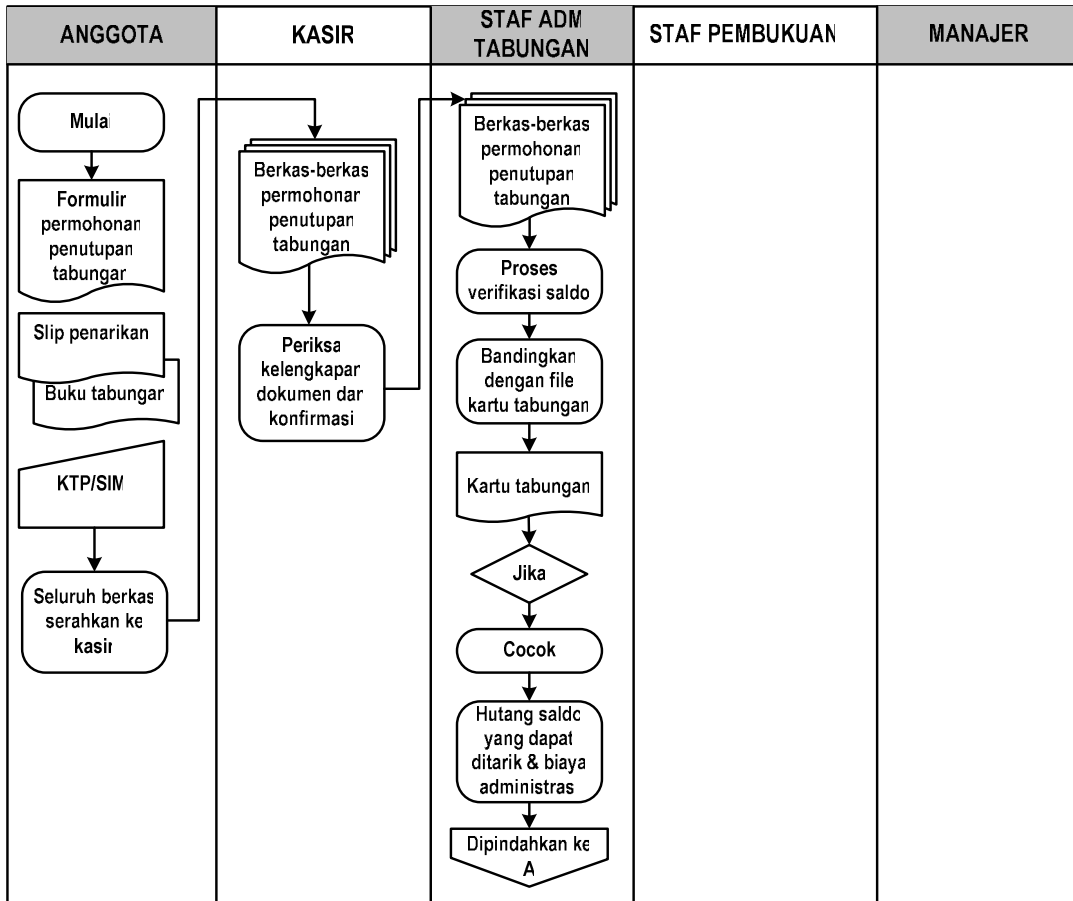 ANGGOTA
KASIR
STAF ADM
TABUNGAN
STAF PEMBUKUAN
MANAJER
Mulai
Formulir
permohonan
penutupan
tabungan
Slip penarikan
Buku tabungan
KTP/SIM
Seluruh berkas
serahkan ke
kasir
Berkas-berkas
permohonan
penutupan
tabungan
Periksa
kelengkapan
dokumen dan
konfirmasi
Berkas-berkas
permohonan
penutupan
tabungan
Proses
verifikasi saldo
Bandingkan
dengan file
kartu tabungan
Kartu tabungan
Jika
Cocok
Hutang saldo
yang dapat
ditarik & biaya
administras
Dipindahkan ke
A